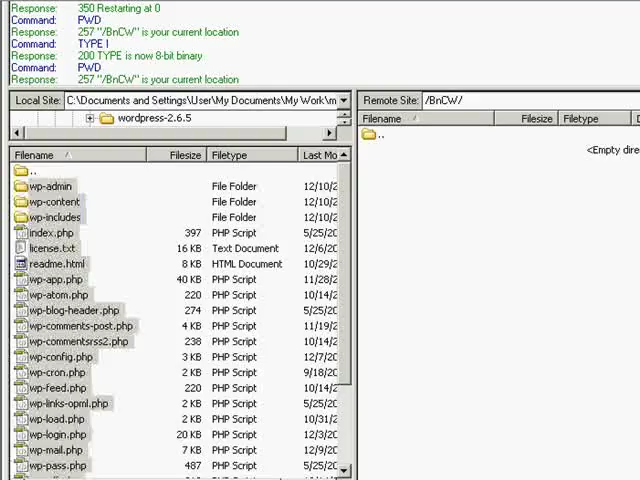 Response: 350 Restarting at 0
Command: PWD
Response: 257 "/BnCW" is your current location
Command: TYPE I
Response: 200 TYPE is now 8-bit binary
Command: PWD
Response: 257 "/BnCW" is your current location
Local Site: C:\Documents and Settings\User\My Documents\My Work\m
Remote Site: /BnCW/
wordpress-2.6.5
Filename Filesize Filetype
..
<Empty dire
Filename Filesize Filetype Last Mo
..
wp-admin File Folder 12/10/2
wp-content File Folder 12/10/2
wp-includes File Folder 12/10/2
index.php 397 PHP Script 5/25/20
license.txt 16 KB Text Document 12/6/20
readme.html 8 KB HTML Document 10/29/2
wp-app.php 40 KB PHP Script 11/28/2
wp-atom.php 220 PHP Script 10/14/2
wp-blog-header.php 274 PHP Script 5/25/20
wp-comments-post.php 4 KB PHP Script 11/19/2
wp-commentsrss2.php 238 PHP Script 10/14/2
wp-config.php 3 KB PHP Script 12/7/20
wp-cron.php 2 KB PHP Script 9/18/20
wp-feed.php 220 PHP Script 10/14/2
wp-links-opml.php 2 KB PHP Script 5/25/20
wp-load.php 2 KB PHP Script 10/31/2
wp-login.php 20 KB PHP Script 12/3/20
wp-mail.php 7 KB PHP Script 12/9/20
wp-pass.php 487 PHP Script 5/25/20